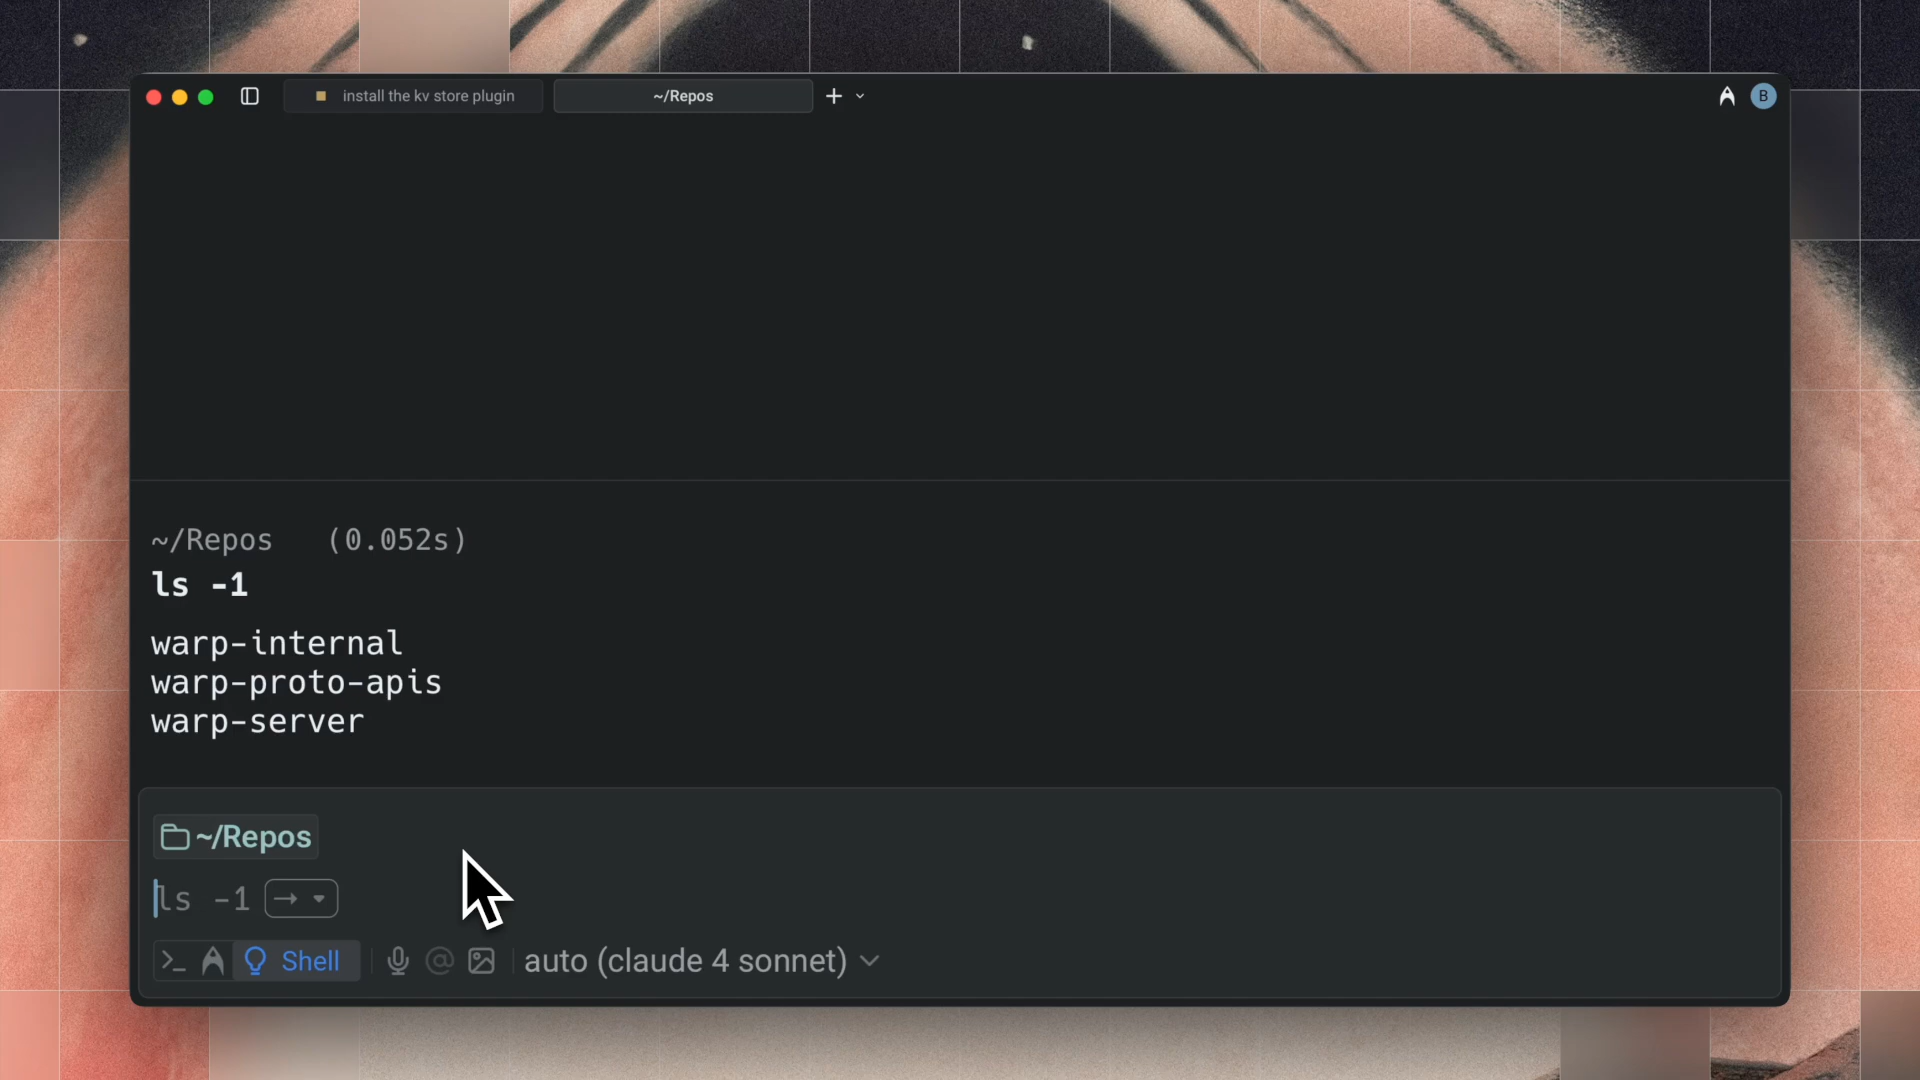 install the kv store plugin
~/Repos
B
~/Repos (0.052s)
ls -1
warp-internal
warp-proto-apis
warp-server
~/Repos
ls -1
Shell
auto (claude 4 sonnet)